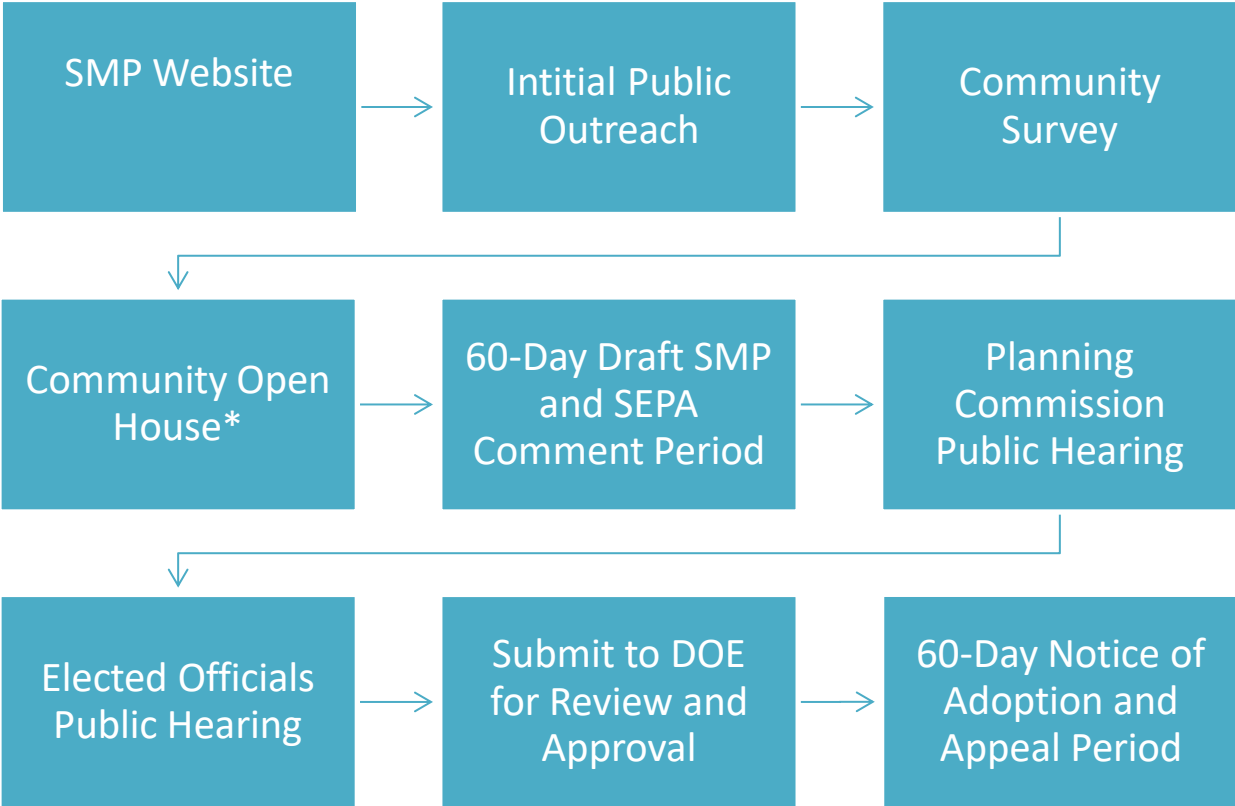 SMP Website
Intitial Public
Outreach
Community
Survey
Community Open
House*
60-Day Draft SMP
and SEPA
Comment Period
Planning
Commission
Public Hearing
Elected Officials
Public Hearing
Submit to DOE
for Review and
Approval
60-Day Notice of
Adoption and
Appeal Period